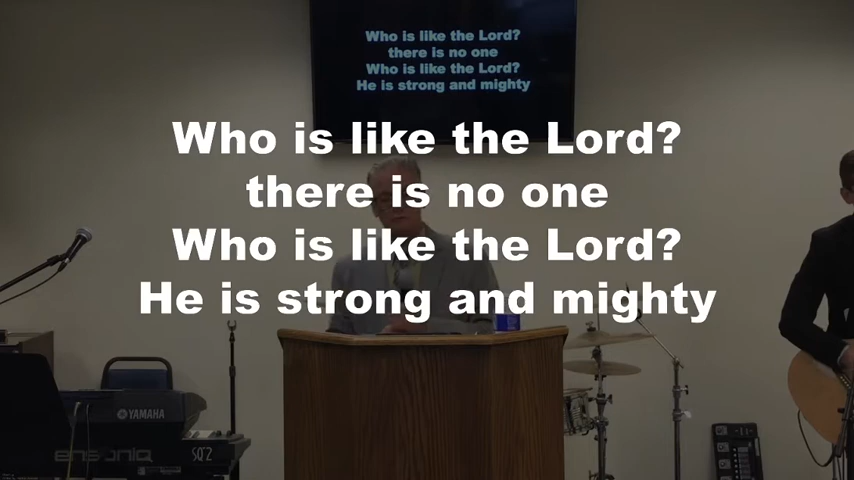 Who is like the Lord?
there is no one
Who is like the Lord?
He is strong and mighty
Who is like the Lord?
there is no one
Who is like the Lord?
He is strong and mighty
YAMAHA
ensoniq
SQ2